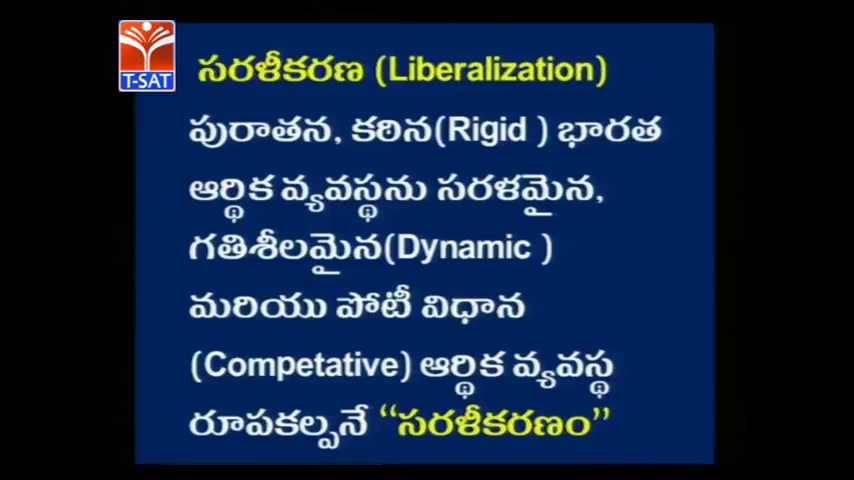 T-SAT
సరళీకరణ (Liberalization)
పురాతన, కఠిన(Rigid ) భారత
ఆర్థిక వ్యవస్థను సరళమైన,
గతిశీలమైన(Dynamic )
మరియు పోటీ విధాన
(Competative) ఆర్థిక వ్యవస్థ
రూపకల్పనే “సరళీకరణం”